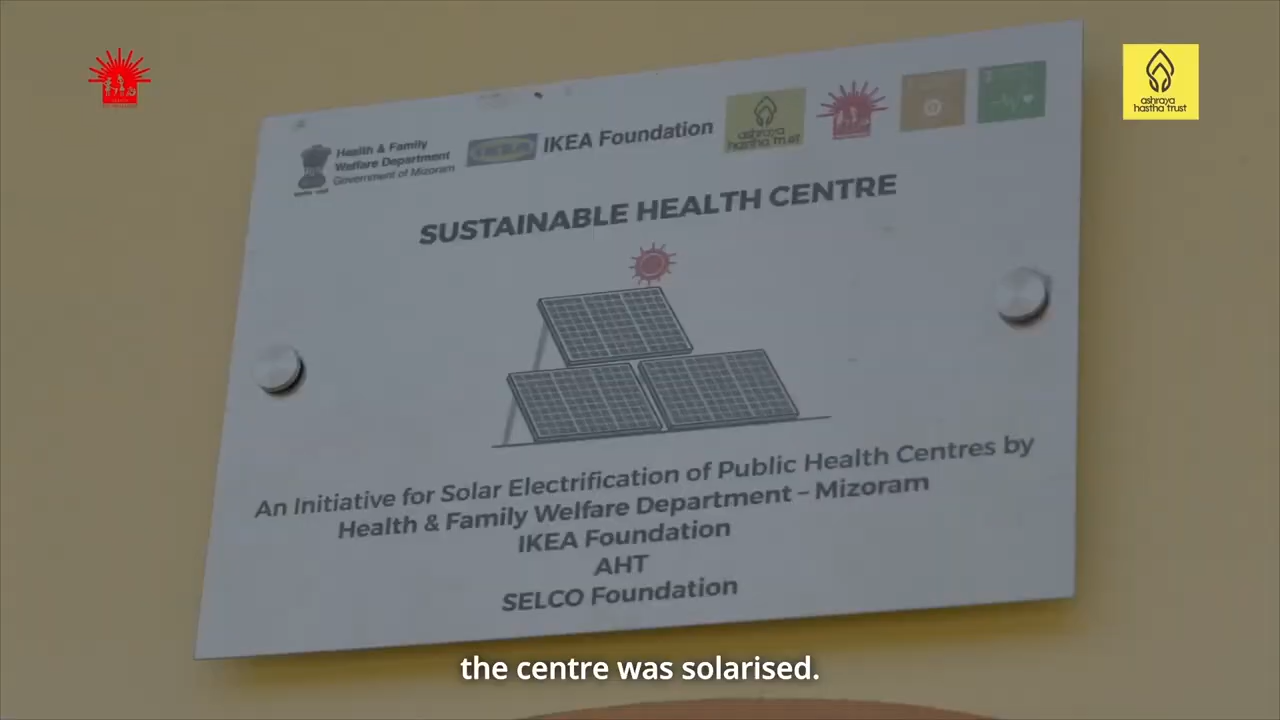 ashraya
hastha trust
Health & Family
Welfare Department
Government of Mizoram
IKEA
IKEA Foundation
ashraya
hastha trust
SUSTAINABLE HEALTH CENTRE
An Initiative for Solar Electrification of Public Health Centres by
Health & Family Welfare Department – Mizoram
IKEA Foundation
AHT
SELCO Foundation
the centre was solarised.